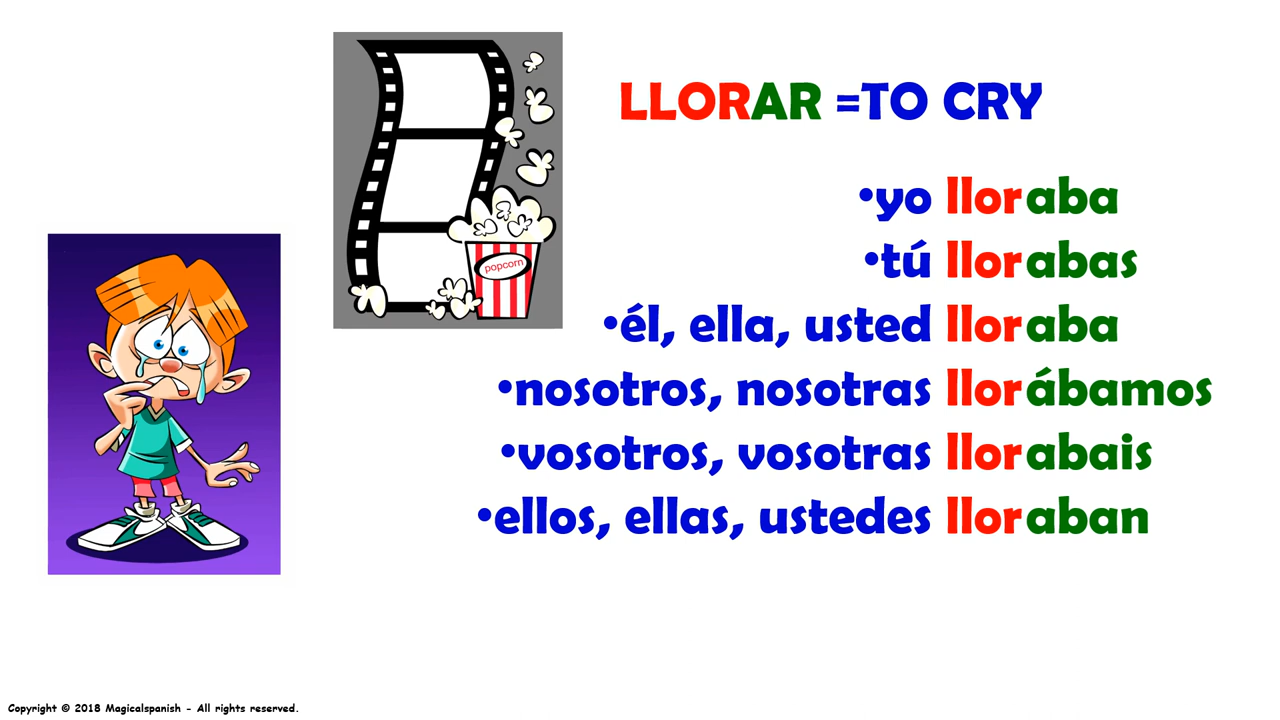 popcorn
LLORAR =TO CRY
•yo lloraba
•tú llorabas
•él, ella, usted lloraba
•nosotros, nosotras llorábamos
•vosotros, vosotras llorabais
•ellos, ellas, ustedes lloraban
Copyright © 2018 Magicalspanish - All rights reserved.